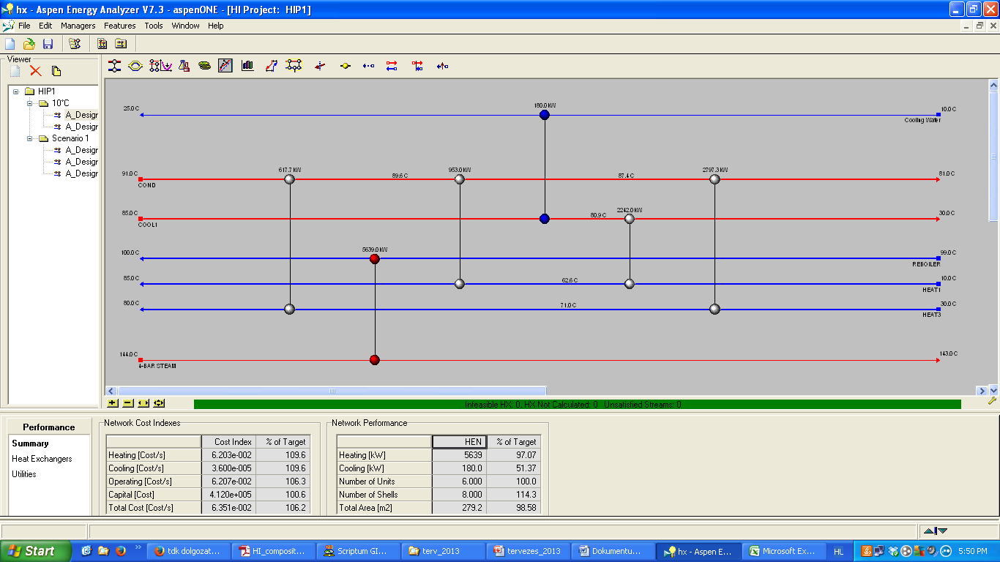 hx - Aspen Energy Analyzer V7.3 - aspenONE - [HI Project: HIP1]
File Edit Managers Features Tools Window Help
Viewer
HIP1
10°C
A_Design
A_Design
Scenario 1
A_Design
A_Design
A_Design
25.0 C 180.0 kW 10.0 C
Cooling Water
91.0 C 617.7 kW 89.6 C 953.0 kW 87.4 C 2797.3 kW 81.0 C
COND
85.0 C 80.9 C 2242.0 kW 30.0 C
COOL1
100.0 C 5639.0 kW 99.0 C
REBOILER
85.0 C 62.6 C 10.0 C
HEAT1
80.0 C 71.0 C 30.0 C
HEAT3
144.0 C 143.0 C
4-BAR STEAM
Infeasible HX: 0, HX Not Calculated: 0 Unsatisfied Streams: 0
Performance
Summary
Heat Exchangers
Utilities
Network Cost Indexes
Cost Index % of Target
Heating [Cost/s] 6.203e-002 109.6
Cooling [Cost/s] 3.600e-005 109.6
Operating [Cost/s] 6.207e-002 106.3
Capital [Cost] 4.120e+005 100.6
Total Cost [Cost/s] 6.351e-002 106.2
Network Performance
HEN % of Target
Heating [kW] 5639 97.07
Cooling [kW] 180.0 51.37
Number of Units 6.000 100.0
Number of Shells 8.000 114.3
Total Area [m2] 279.2 98.58
Start tdk dolgozat... HI_composit... Scriptum GI... terv_2013 tervezes_2013 Dokumentu... hx - Aspen E... Microsoft Ex... HU 5:50 PM